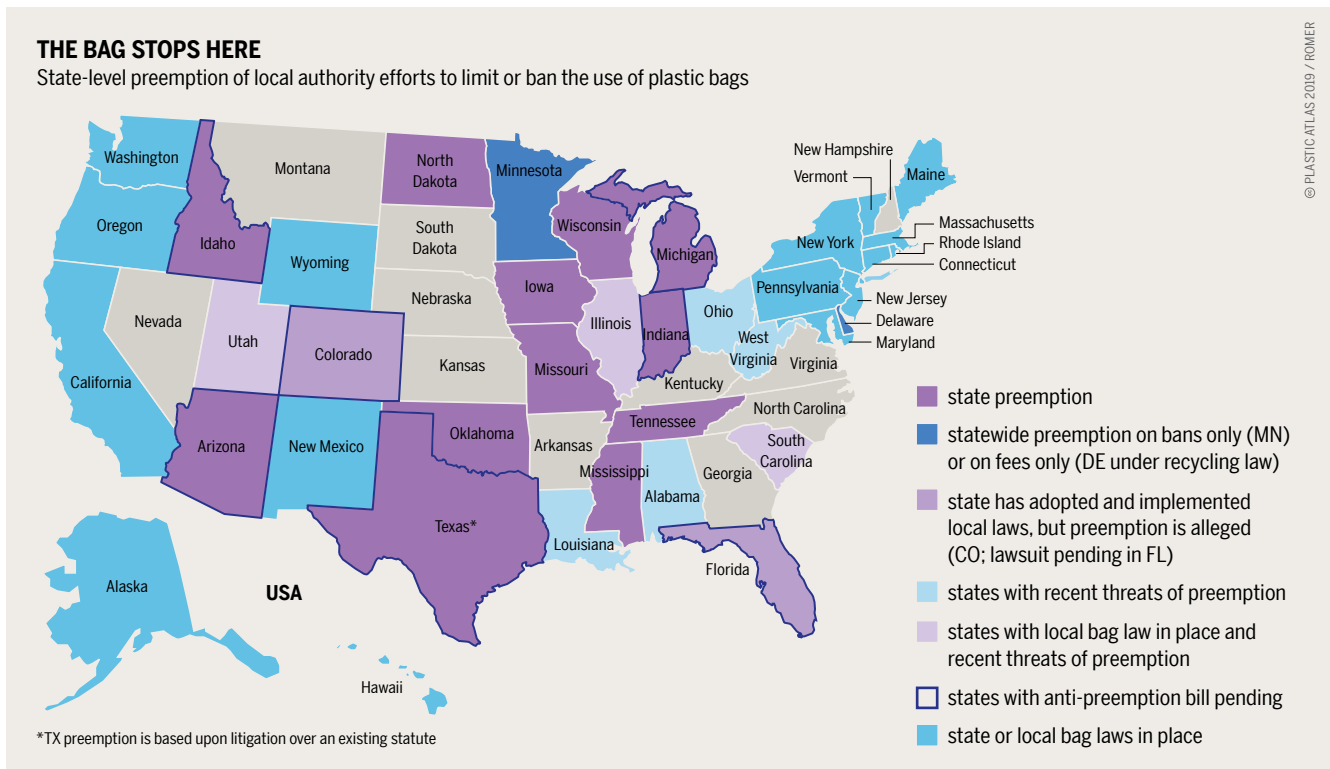 THE BAG STOPS HERE
State-level preemption of local authority efforts to limit or ban the use of plastic bags
Washington
Oregon
California
Idaho
Nevada
Montana
Wyoming
Utah
Colorado
Arizona
New Mexico
North
Dakota
South
Dakota
Nebraska
Kansas
Oklahoma
Texas*
Minnesota
Iowa
Missouri
Arkansas
Louisiana
Wisconsin
Illinois
Michigan
Indiana
Ohio
Kentucky
Tennessee
Mississippi
Alabama
Georgia
Florida
South
Carolina
North Carolina
Virginia
West
Virginia
Pennsylvania
New York
Maine
New Hampshire
Vermont
Massachusetts
Rhode Island
Connecticut
New Jersey
Delaware
Maryland
Alaska
Hawaii
USA
state preemption
statewide preemption on bans only (MN)
or on fees only (DE under recycling law)
state has adopted and implemented
local laws, but preemption is alleged
(CO; lawsuit pending in FL)
states with recent threats of preemption
states with local bag law in place and
recent threats of preemption
states with anti-preemption bill pending
state or local bag laws in place
*TX preemption is based upon litigation over an existing statute
PLASTIC ATLAS 2019 / ROMER